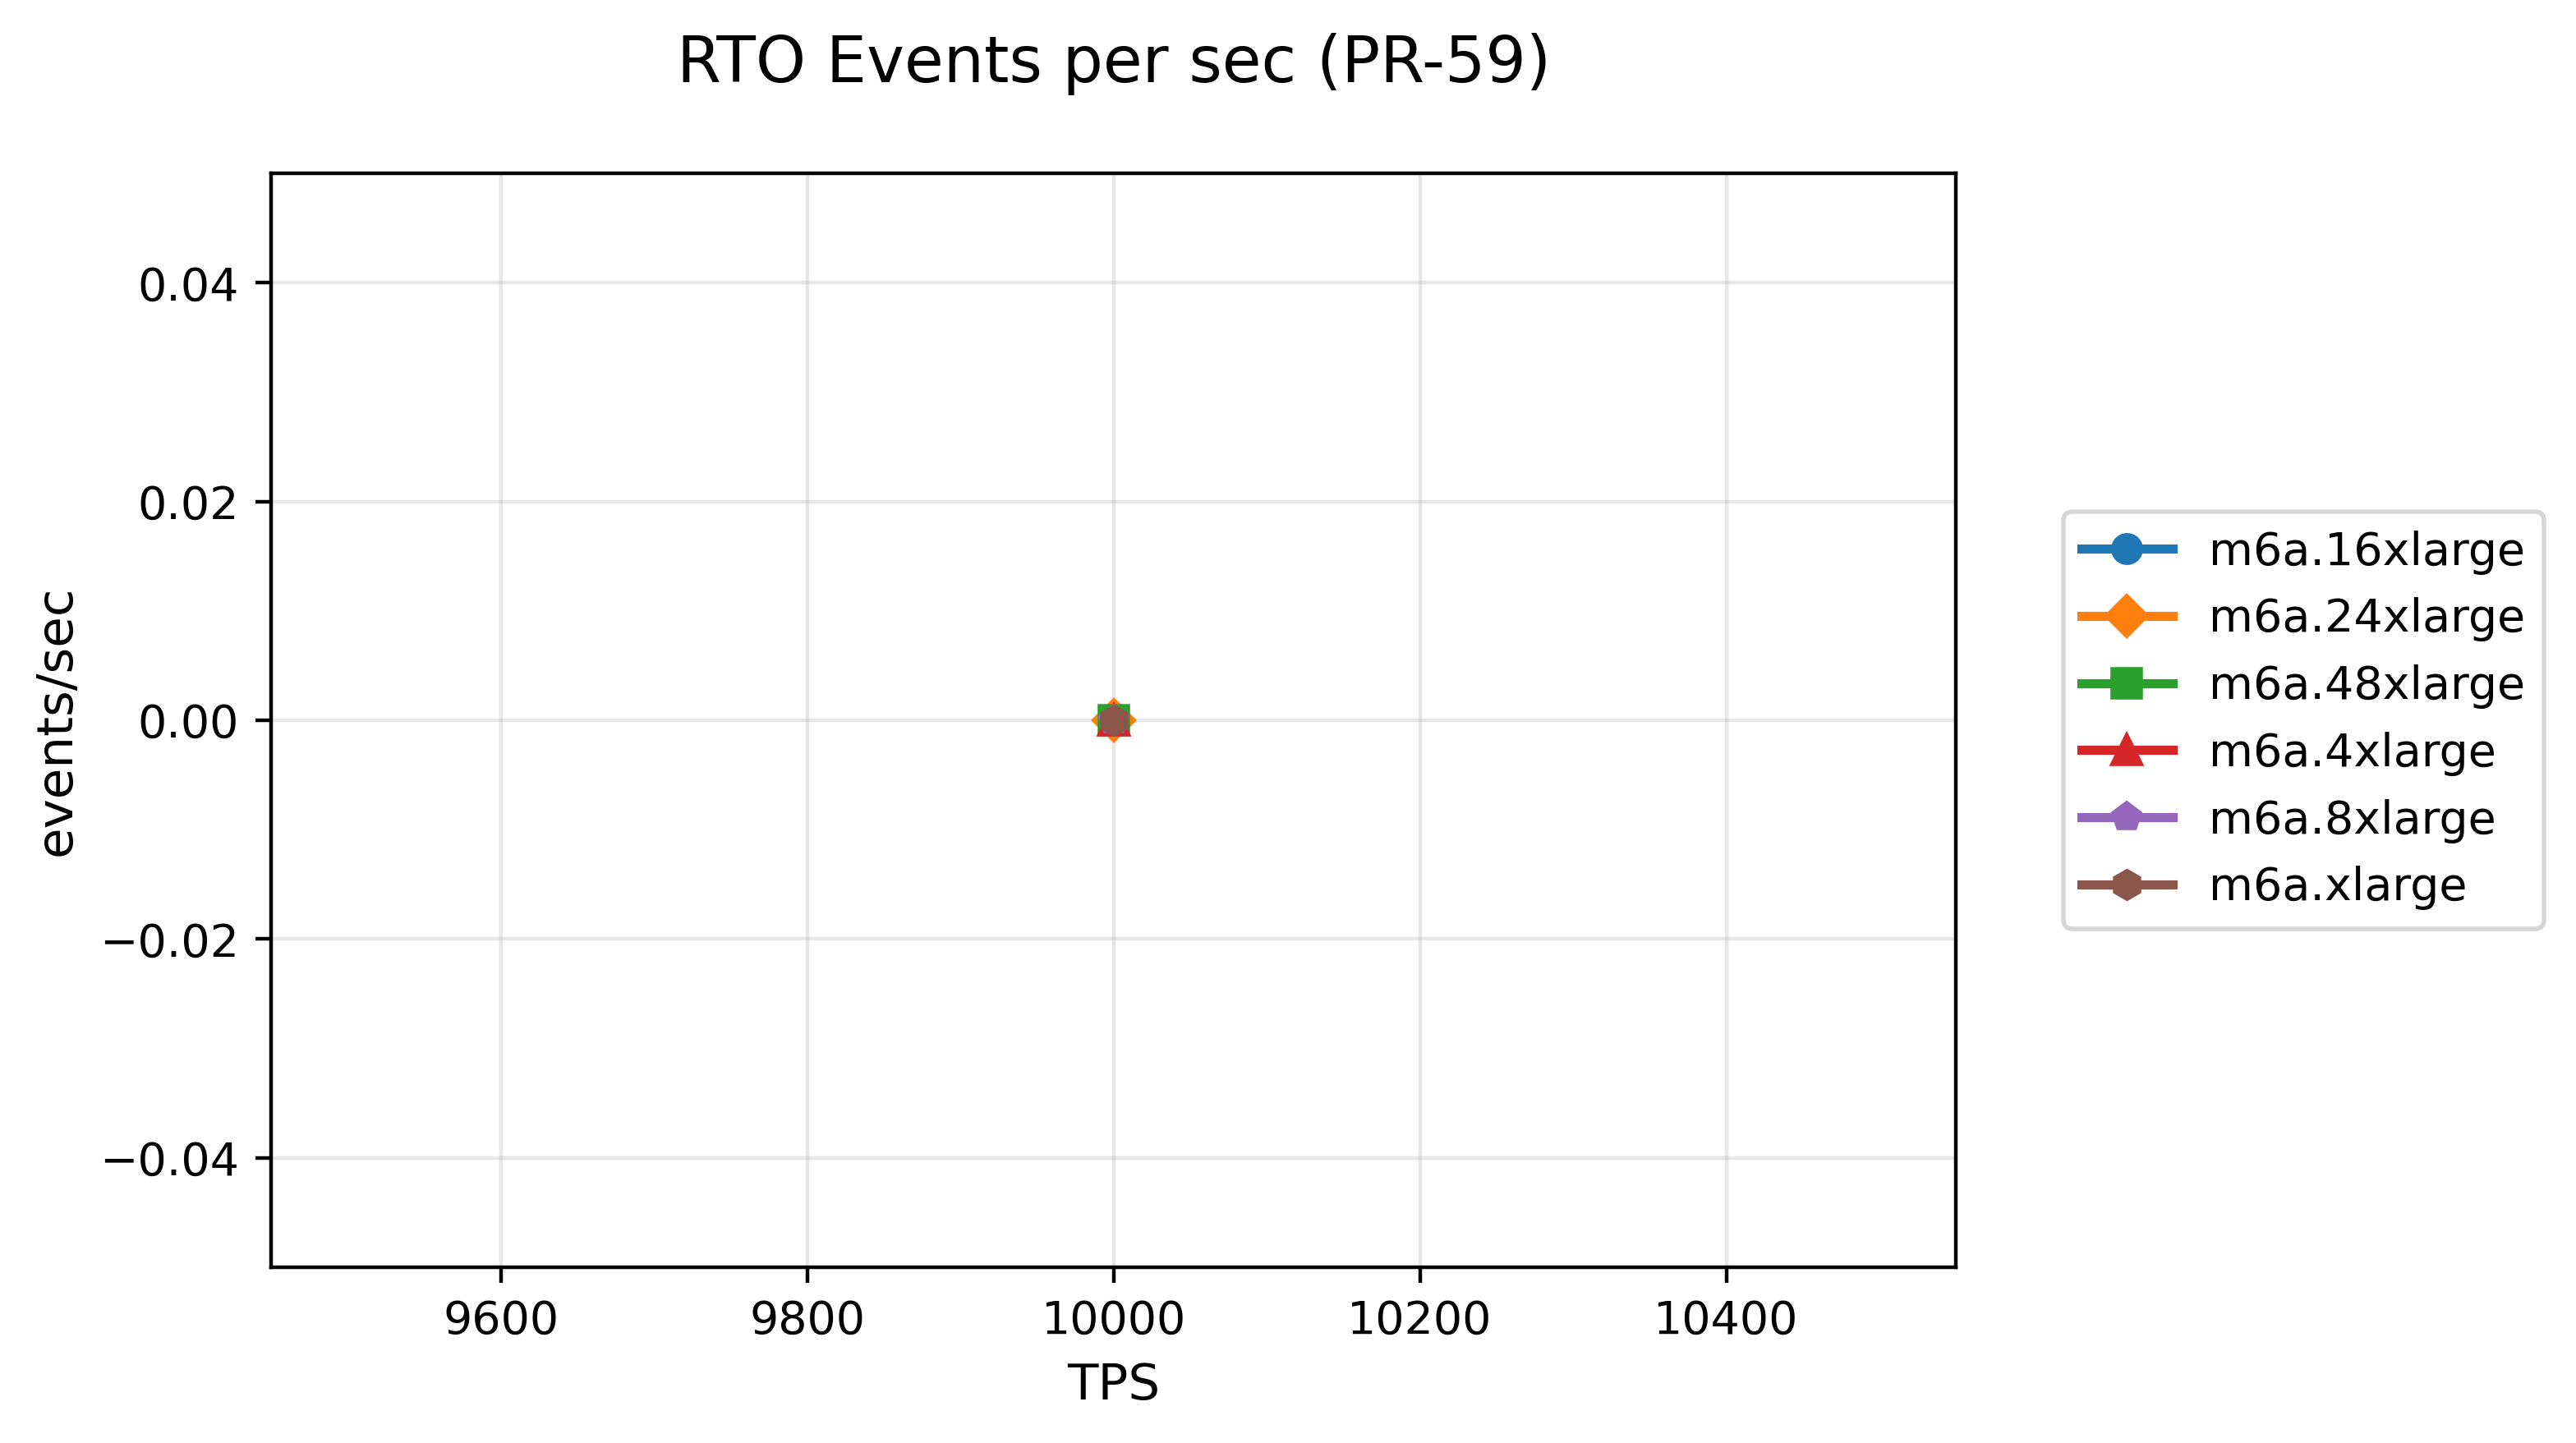 RTO Events per sec (PR-59)
0.04
0.02
0.00
−0.02
−0.04
events/sec
9600 9800 10000 10200 10400
TPS
m6a.16xlarge
m6a.24xlarge
m6a.48xlarge
m6a.4xlarge
m6a.8xlarge
m6a.xlarge